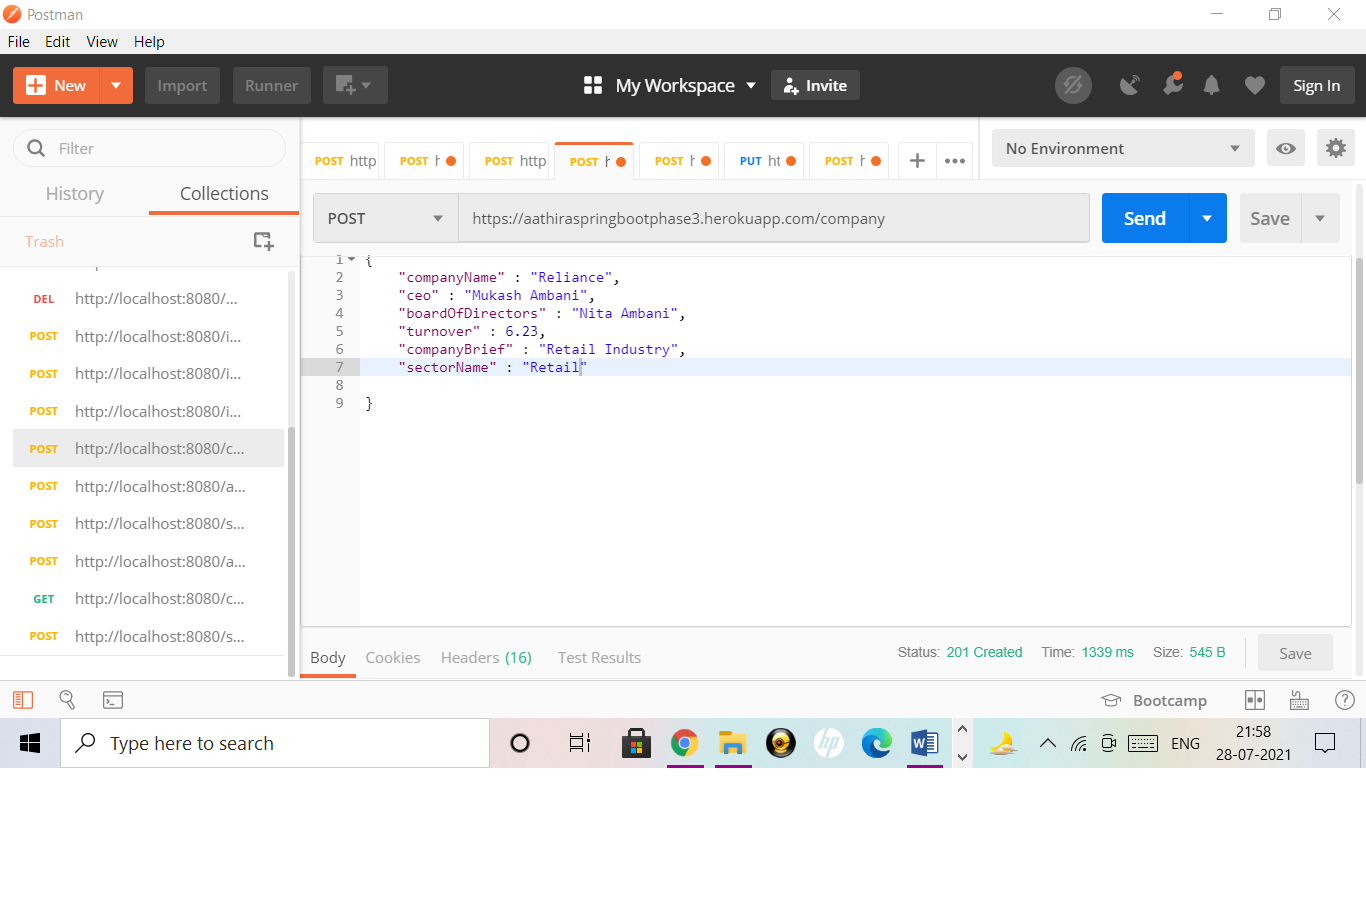 Postman
File Edit View Help
New Import Runner My Workspace Invite Sign In
Filter
History Collections
Trash
DEL http://localhost:8080/...
POST http://localhost:8080/i...
POST http://localhost:8080/i...
POST http://localhost:8080/i...
POST http://localhost:8080/c...
POST http://localhost:8080/a...
POST http://localhost:8080/s...
POST http://localhost:8080/a...
GET http://localhost:8080/c...
POST http://localhost:8080/s...
POST http POST h POST http POST h POST h PUT ht POST h + ••• No Environment
POST https://aathiraspringbootphase3.herokuapp.com/company Send Save
1 {
2 "companyName" : "Reliance",
3 "ceo" : "Mukash Ambani",
4 "boardOfDirectors" : "Nita Ambani",
5 "turnover" : 6.23,
6 "companyBrief" : "Retail Industry",
7 "sectorName" : "Retail"
8
9 }
Body Cookies Headers (16) Test Results Status: 201 Created Time: 1339 ms Size: 545 B Save
Bootcamp
Type here to search hp ENG 21:58
28-07-2021